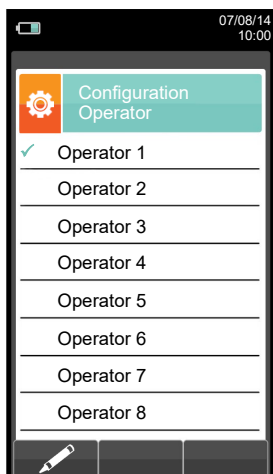 07/08/14
10:00
Configuration
Operator
Operator 1
Operator 2
Operator 3
Operator 4
Operator 5
Operator 6
Operator 7
Operator 8